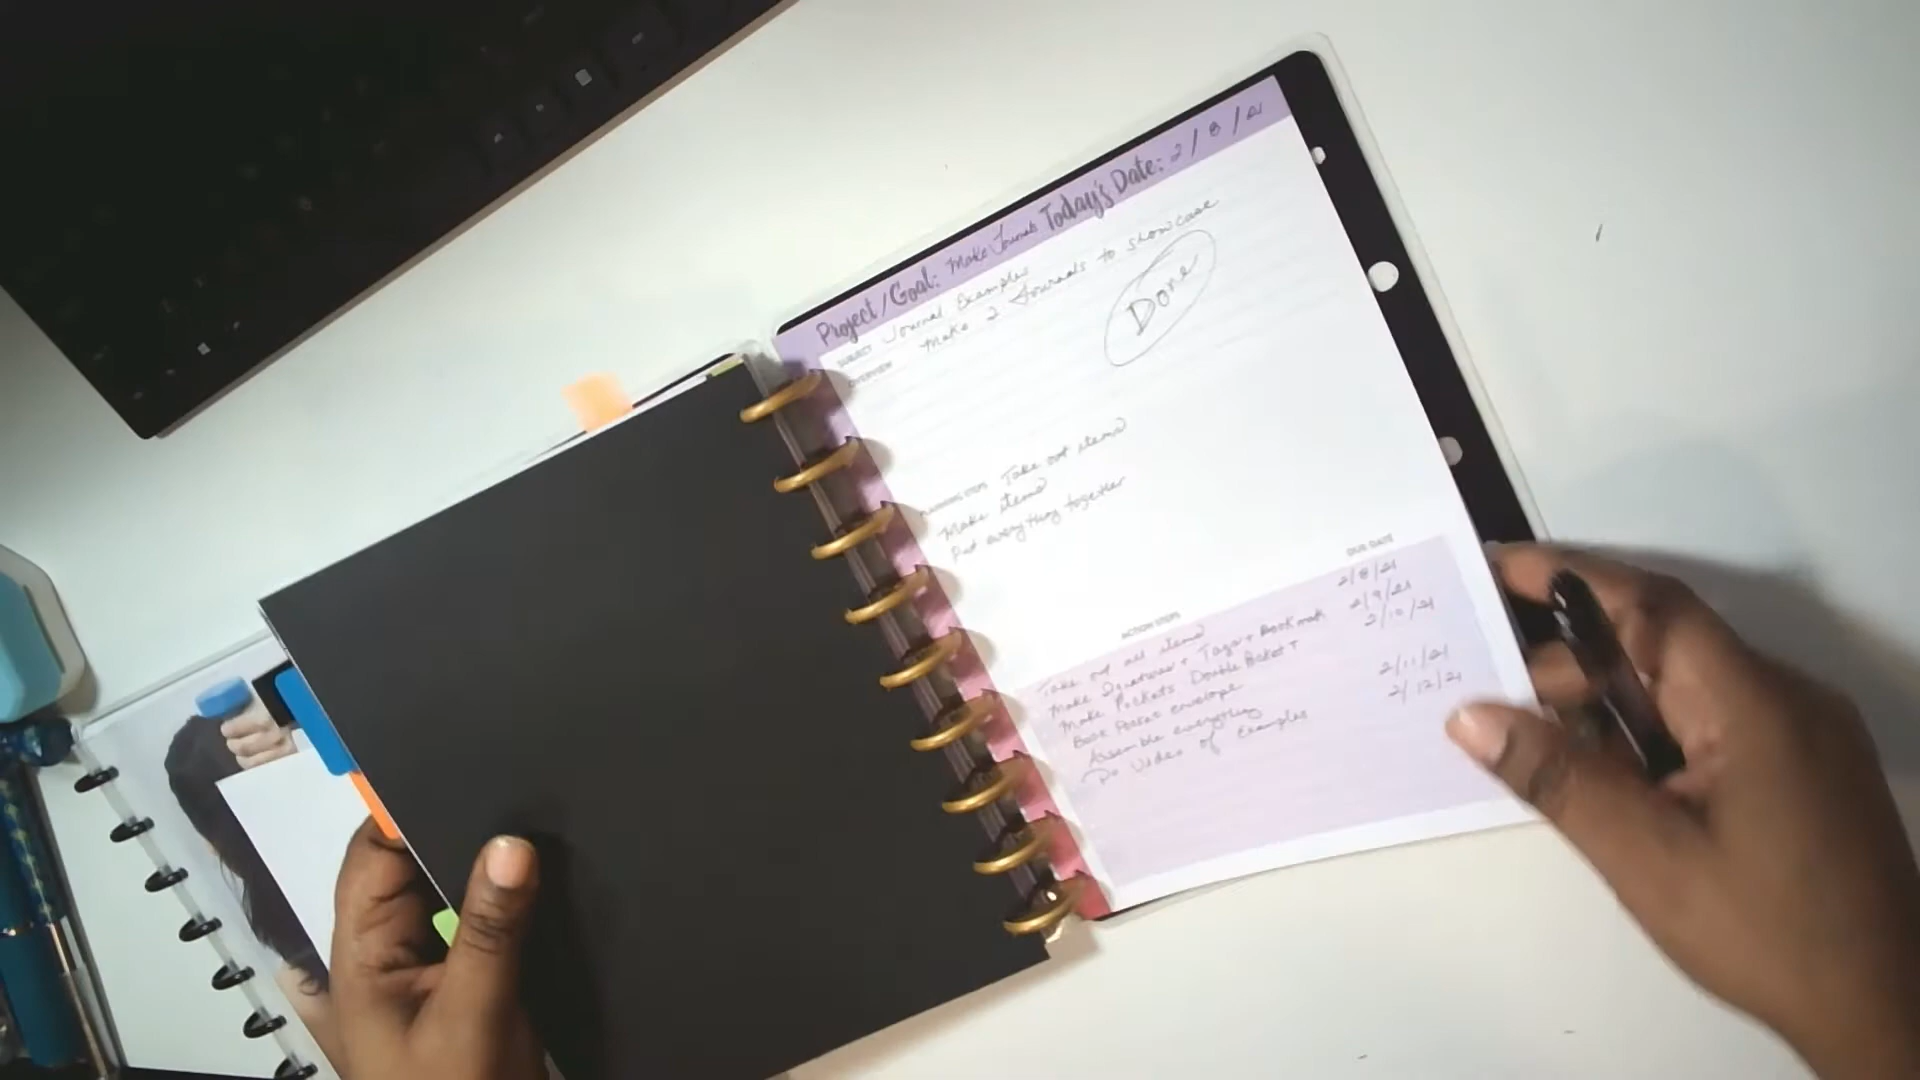 Project/Goal: Make Journals Today's Date: 2/8/21
SUBJECT Journal Examples
OVERVIEW Make 2 Journals to showcase
Done
PLANNING STEPS Take out items
Make items
Put everything together
ACTION STEPS DUE DATE
Take out all items 2/8/21
Make Signatures + Tags + Bookmark 2/9/21
Make Pockets Double Pocket + 2/10/21
Book Pocket envelope
Assemble everything 2/11/21
Do Video of Examples 2/12/21